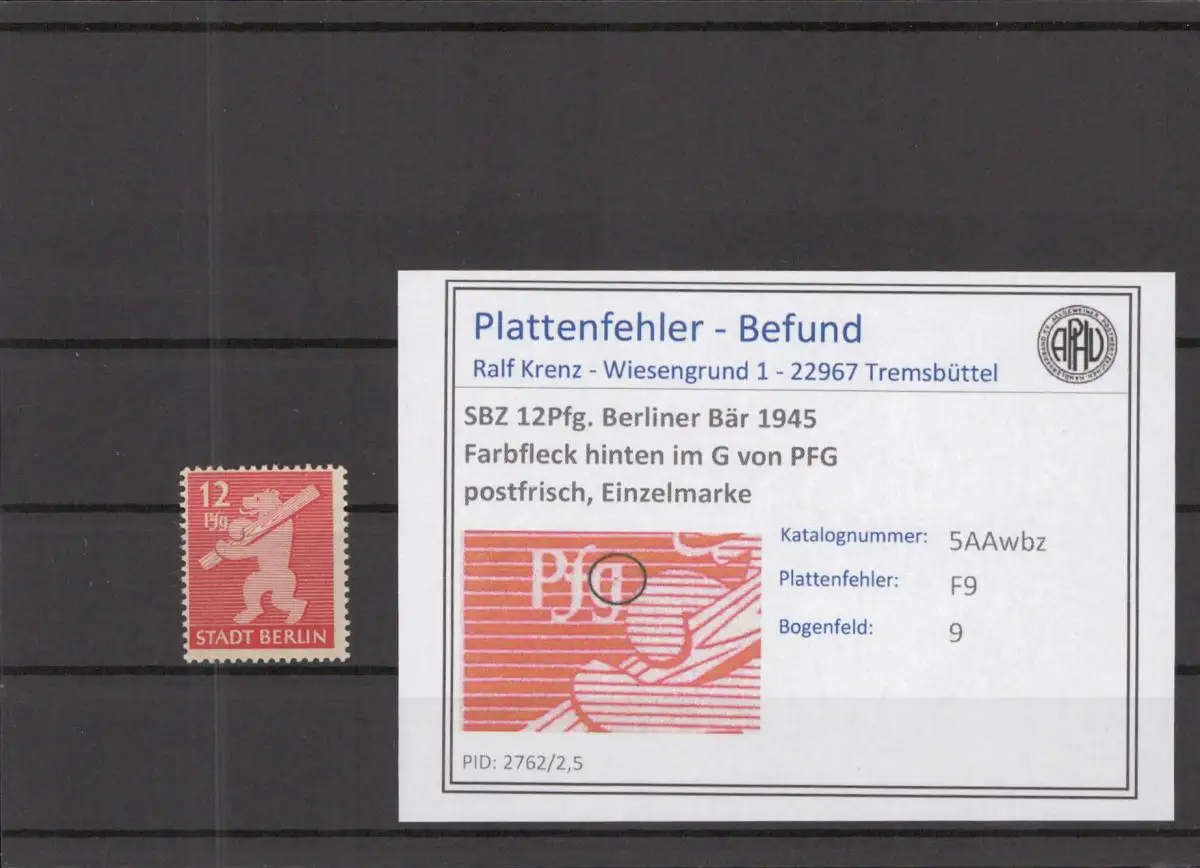 12
Pfg
STADT BERLIN
Plattenfehler - Befund
Ralf Krenz - Wiesengrund 1 - 22967 Tremsbüttel
APHV
SBZ 12Pfg. Berliner Bär 1945
Farbfleck hinten im G von PFG
postfrisch, Einzelmarke
Pfg
Katalognummer: 5AAwbz
Plattenfehler: F9
Bogenfeld: 9
PID: 2762/2,5